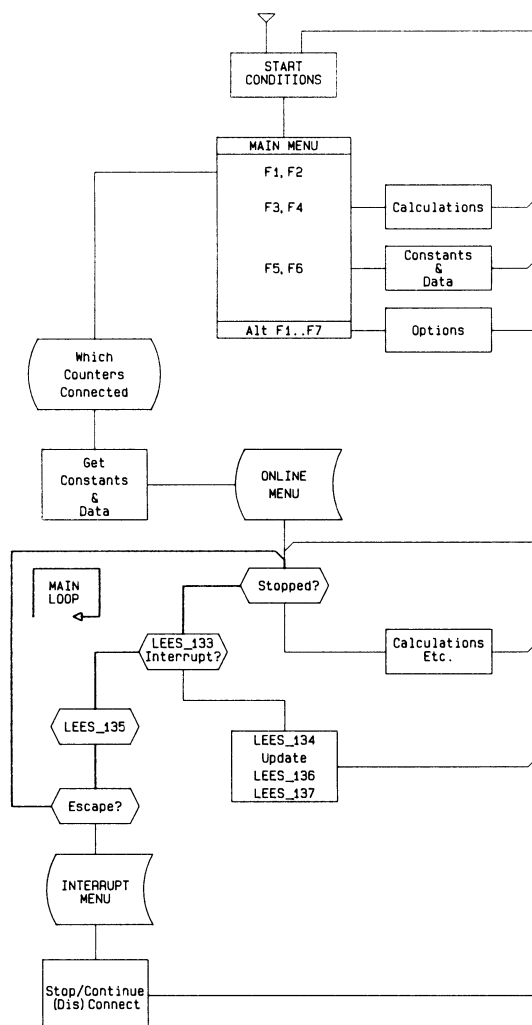 START
CONDITIONS
MAIN MENU
F1, F2
F3, F4
Calculations
F5, F6
Constants
&
Data
Alt F1..F7
Options
Which
Counters
Connected
Get
Constants
&
Data
ONLINE
MENU
MAIN
LOOP
Stopped?
LEES_133
Interrupt?
Calculations
Etc.
LEES_135
LEES_134
Update
LEES_136
LEES_137
Escape?
INTERRUPT
MENU
Stop/Continue
(Dis) Connect